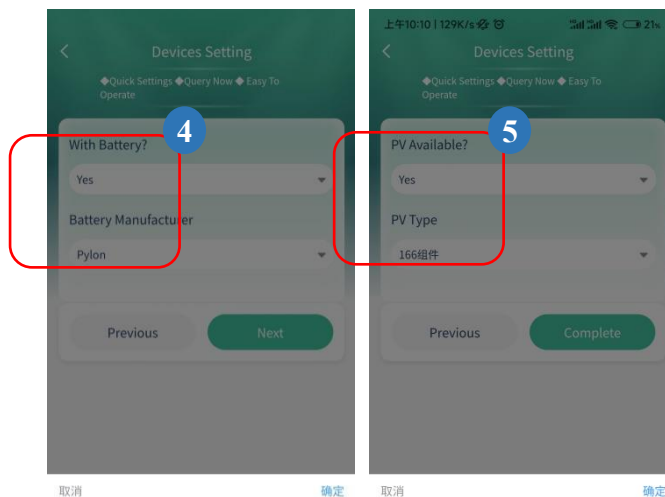 Devices Setting
◆Quick Settings ◆Query Now ◆ Easy To
Operate
4
With Battery?
Yes
Battery Manufacturer
Pylon
Previous
Next
取消
确定
上午10:10 | 129K/s
21%
Devices Setting
◆Quick Settings ◆Query Now ◆ Easy To
Operate
5
PV Available?
Yes
PV Type
166组件
Previous
Complete
取消
确定